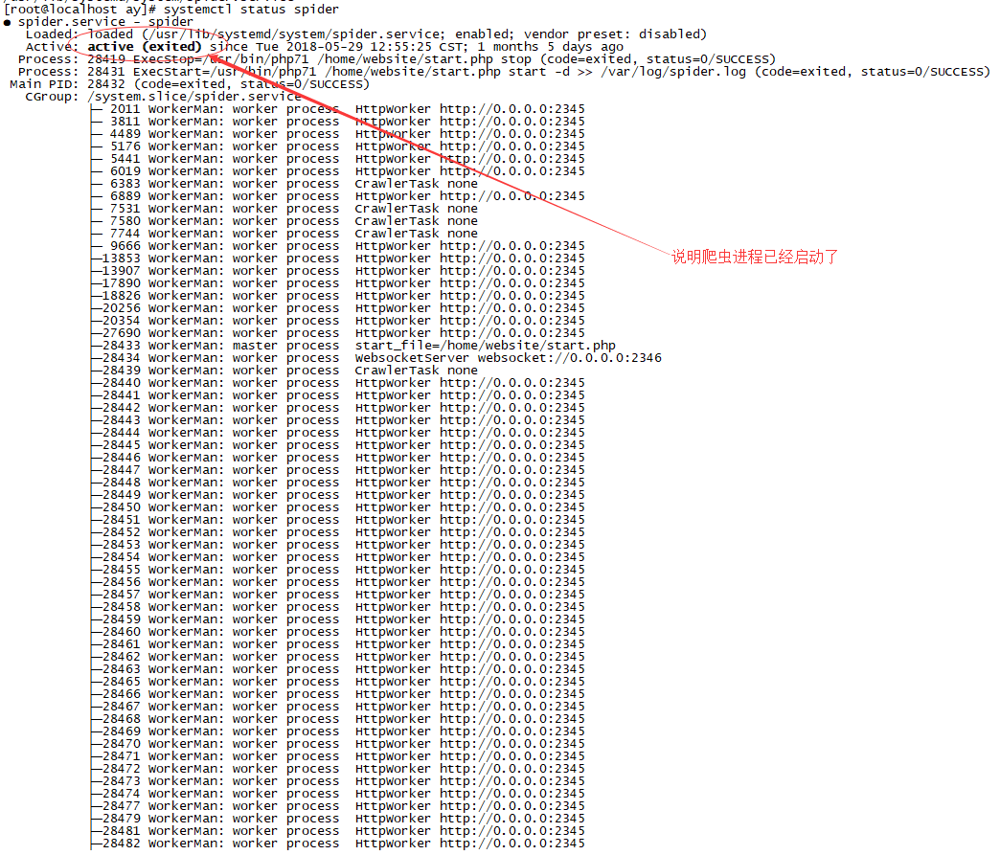 [root@localhost ay]# systemctl status spider
● spider.service - spider
Loaded: loaded (/usr/lib/systemd/system/spider.service; enabled; vendor preset: disabled)
Active: active (exited) since Tue 2018-05-29 12:55:25 CST; 1 months 5 days ago
Process: 28419 ExecStop=/usr/bin/php71 /home/website/start.php stop (code=exited, status=0/SUCCESS)
Process: 28431 ExecStart=/usr/bin/php71 /home/website/start.php start -d >> /var/log/spider.log (code=exited, status=0/SUCCESS)
Main PID: 28432 (code=exited, status=0/SUCCESS)
CGroup: /system.slice/spider.service
├─ 2011 WorkerMan: worker process  HttpWorker http://0.0.0.0:2345
├─ 3811 WorkerMan: worker process  HttpWorker http://0.0.0.0:2345
├─ 4489 WorkerMan: worker process  HttpWorker http://0.0.0.0:2345
├─ 5176 WorkerMan: worker process  HttpWorker http://0.0.0.0:2345
├─ 5441 WorkerMan: worker process  HttpWorker http://0.0.0.0:2345
├─ 6019 WorkerMan: worker process  HttpWorker http://0.0.0.0:2345
├─ 6383 WorkerMan: worker process  CrawlerTask none
├─ 6889 WorkerMan: worker process  HttpWorker http://0.0.0.0:2345
├─ 7531 WorkerMan: worker process  CrawlerTask none
├─ 7580 WorkerMan: worker process  CrawlerTask none
├─ 7744 WorkerMan: worker process  CrawlerTask none
├─ 9666 WorkerMan: worker process  HttpWorker http://0.0.0.0:2345
说明爬虫进程已经启动了
├─13853 WorkerMan: worker process  HttpWorker http://0.0.0.0:2345
├─13907 WorkerMan: worker process  HttpWorker http://0.0.0.0:2345
├─17890 WorkerMan: worker process  HttpWorker http://0.0.0.0:2345
├─18826 WorkerMan: worker process  HttpWorker http://0.0.0.0:2345
├─20256 WorkerMan: worker process  HttpWorker http://0.0.0.0:2345
├─20354 WorkerMan: worker process  HttpWorker http://0.0.0.0:2345
├─27690 WorkerMan: worker process  HttpWorker http://0.0.0.0:2345
├─28433 WorkerMan: master process  start_file=/home/website/start.php
├─28434 WorkerMan: worker process  WebsocketServer websocket://0.0.0.0:2346
├─28439 WorkerMan: worker process  CrawlerTask none
├─28440 WorkerMan: worker process  HttpWorker http://0.0.0.0:2345
├─28441 WorkerMan: worker process  HttpWorker http://0.0.0.0:2345
├─28442 WorkerMan: worker process  HttpWorker http://0.0.0.0:2345
├─28443 WorkerMan: worker process  HttpWorker http://0.0.0.0:2345
├─28444 WorkerMan: worker process  HttpWorker http://0.0.0.0:2345
├─28445 WorkerMan: worker process  HttpWorker http://0.0.0.0:2345
├─28446 WorkerMan: worker process  HttpWorker http://0.0.0.0:2345
├─28447 WorkerMan: worker process  HttpWorker http://0.0.0.0:2345
├─28448 WorkerMan: worker process  HttpWorker http://0.0.0.0:2345
├─28449 WorkerMan: worker process  HttpWorker http://0.0.0.0:2345
├─28450 WorkerMan: worker process  HttpWorker http://0.0.0.0:2345
├─28451 WorkerMan: worker process  HttpWorker http://0.0.0.0:2345
├─28452 WorkerMan: worker process  HttpWorker http://0.0.0.0:2345
├─28453 WorkerMan: worker process  HttpWorker http://0.0.0.0:2345
├─28454 WorkerMan: worker process  HttpWorker http://0.0.0.0:2345
├─28455 WorkerMan: worker process  HttpWorker http://0.0.0.0:2345
├─28456 WorkerMan: worker process  HttpWorker http://0.0.0.0:2345
├─28457 WorkerMan: worker process  HttpWorker http://0.0.0.0:2345
├─28458 WorkerMan: worker process  HttpWorker http://0.0.0.0:2345
├─28459 WorkerMan: worker process  HttpWorker http://0.0.0.0:2345
├─28460 WorkerMan: worker process  HttpWorker http://0.0.0.0:2345
├─28461 WorkerMan: worker process  HttpWorker http://0.0.0.0:2345
├─28462 WorkerMan: worker process  HttpWorker http://0.0.0.0:2345
├─28463 WorkerMan: worker process  HttpWorker http://0.0.0.0:2345
├─28465 WorkerMan: worker process  HttpWorker http://0.0.0.0:2345
├─28466 WorkerMan: worker process  HttpWorker http://0.0.0.0:2345
├─28467 WorkerMan: worker process  HttpWorker http://0.0.0.0:2345
├─28468 WorkerMan: worker process  HttpWorker http://0.0.0.0:2345
├─28469 WorkerMan: worker process  HttpWorker http://0.0.0.0:2345
├─28470 WorkerMan: worker process  HttpWorker http://0.0.0.0:2345
├─28471 WorkerMan: worker process  HttpWorker http://0.0.0.0:2345
├─28472 WorkerMan: worker process  HttpWorker http://0.0.0.0:2345
├─28473 WorkerMan: worker process  HttpWorker http://0.0.0.0:2345
├─28474 WorkerMan: worker process  HttpWorker http://0.0.0.0:2345
├─28477 WorkerMan: worker process  HttpWorker http://0.0.0.0:2345
├─28479 WorkerMan: worker process  HttpWorker http://0.0.0.0:2345
├─28481 WorkerMan: worker process  HttpWorker http://0.0.0.0:2345
├─28482 WorkerMan: worker process  HttpWorker http://0.0.0.0:2345